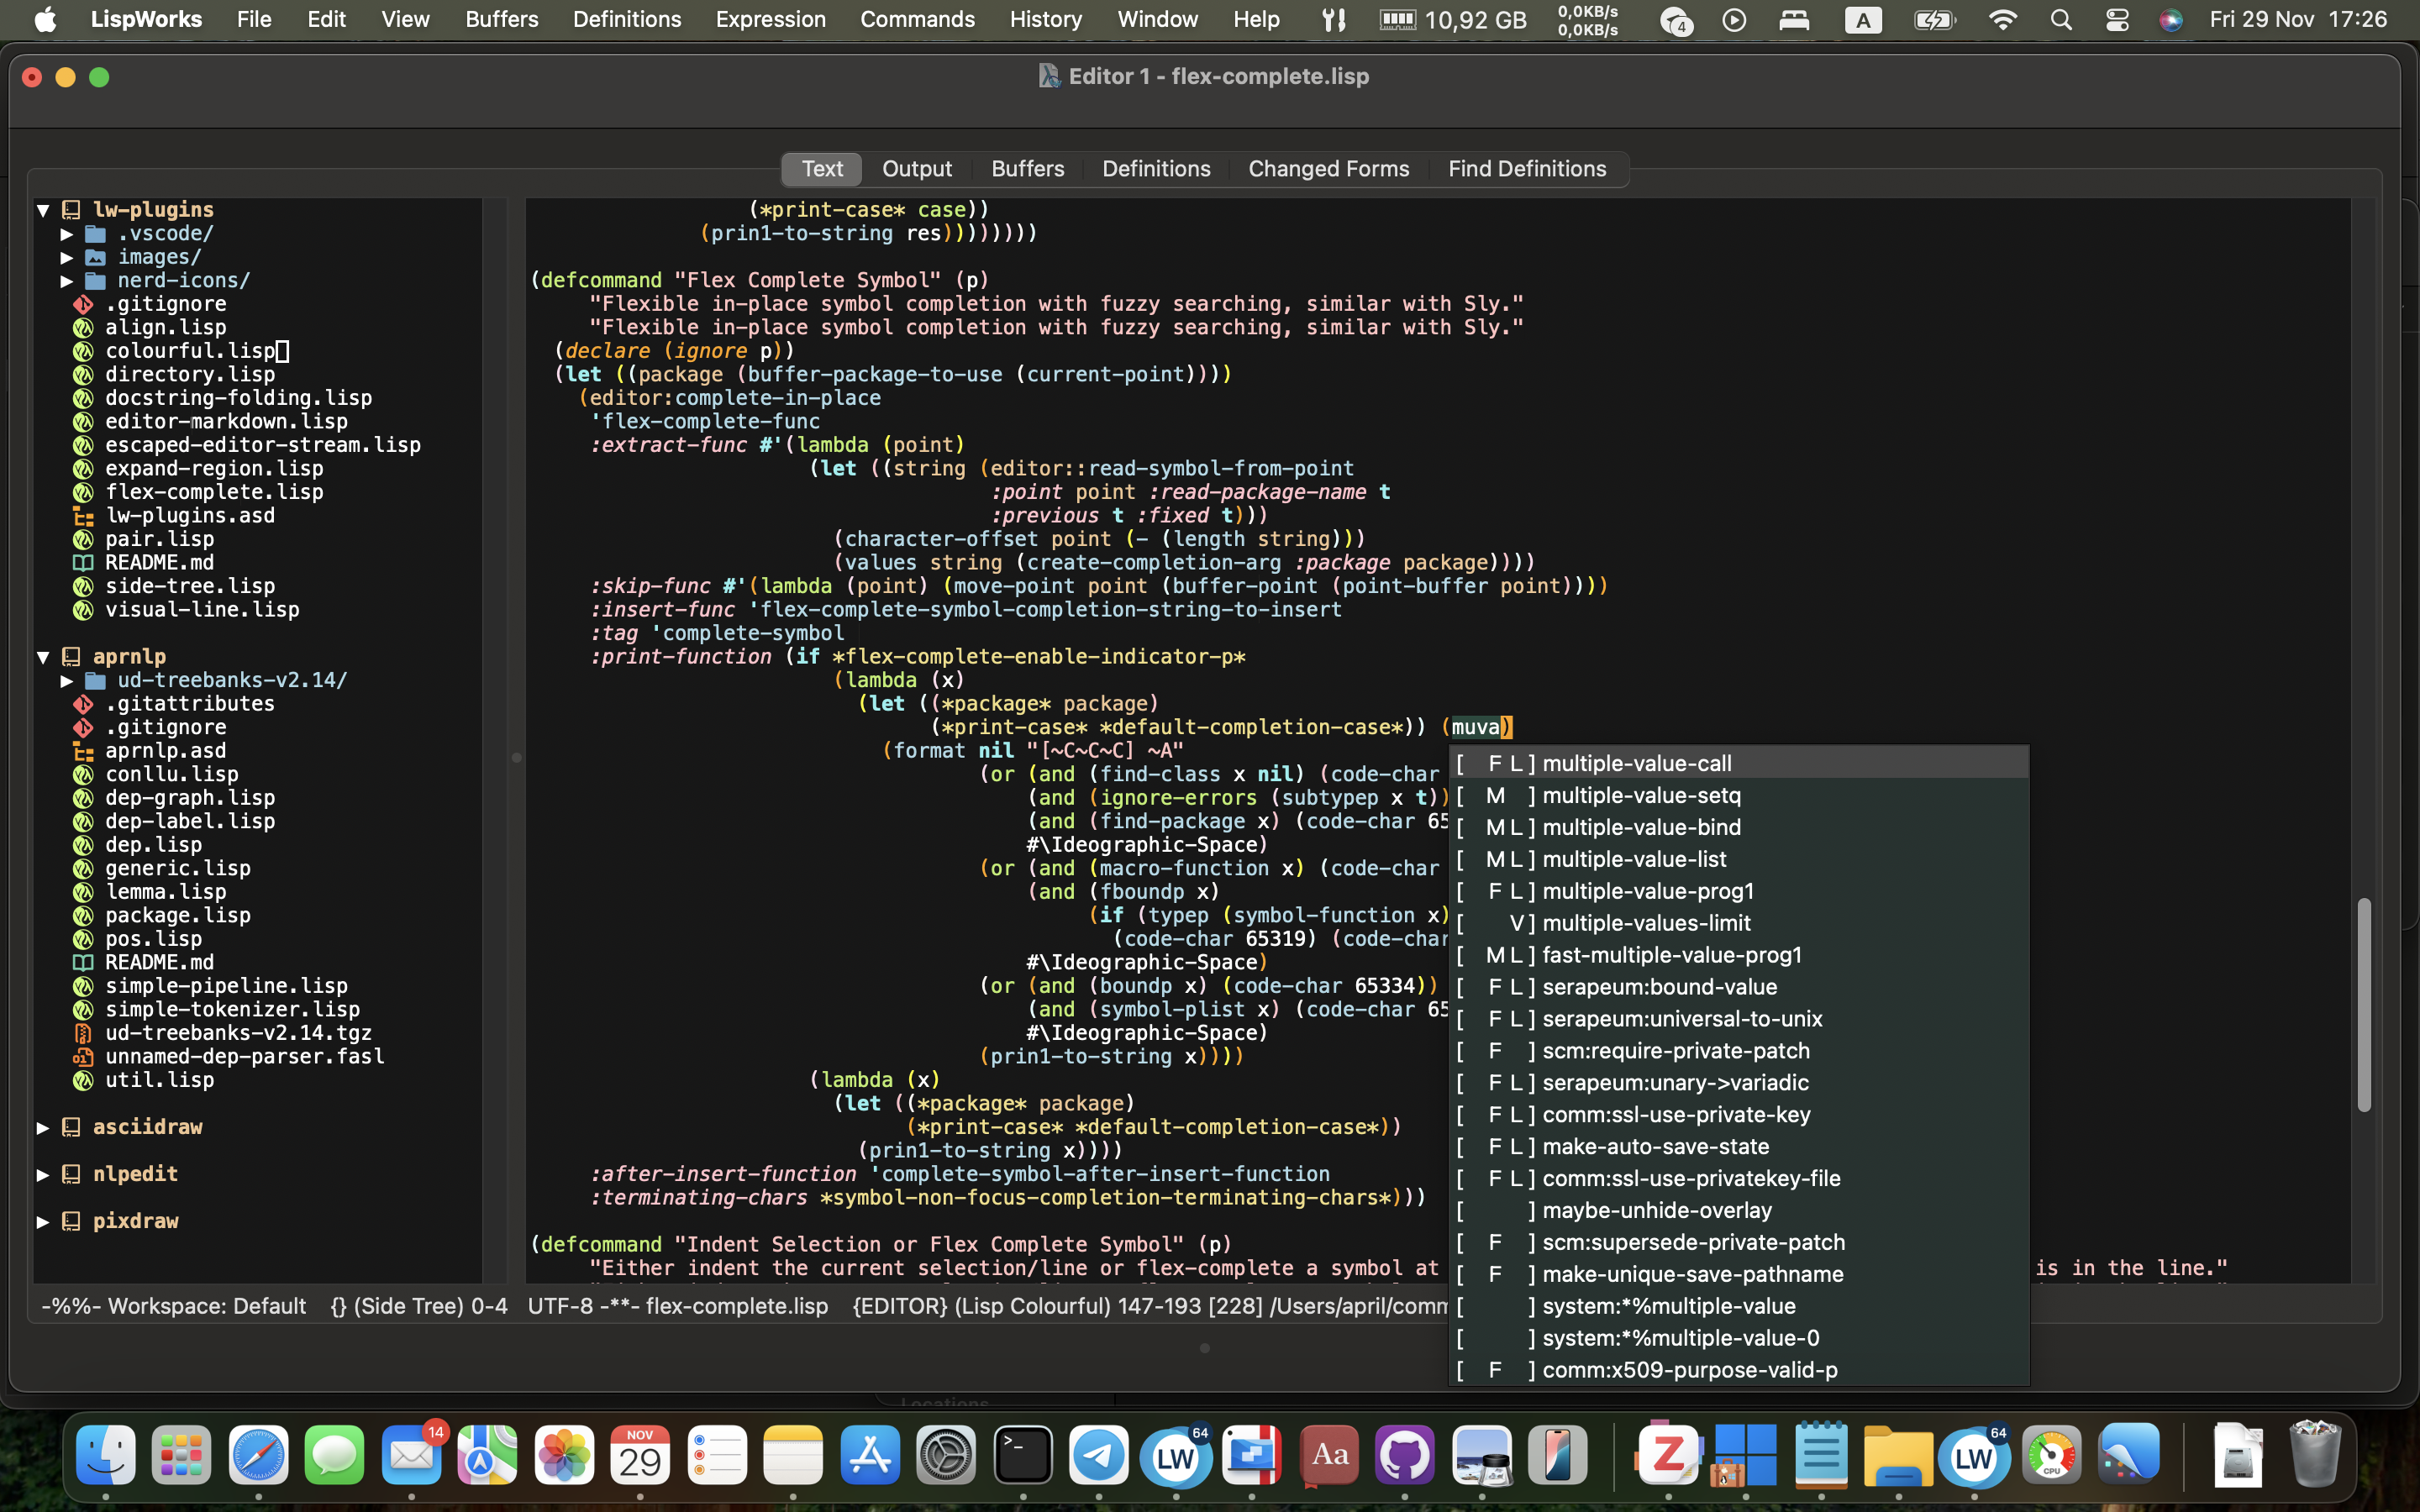 LispWorks File Edit View Buffers Definitions Expression Commands History Window Help 10,92 GB 0,0KB/s 0,0KB/s 4 A Fri 29 Nov 17:26
Editor 1 - flex-complete.lisp
Text Output Buffers Definitions Changed Forms Find Definitions
lw-plugins
.vscode/
images/
nerd-icons/
.gitignore
align.lisp
colourful.lisp
directory.lisp
docstring-folding.lisp
editor-markdown.lisp
escaped-editor-stream.lisp
expand-region.lisp
flex-complete.lisp
lw-plugins.asd
pair.lisp
README.md
side-tree.lisp
visual-line.lisp
aprnlp
ud-treebanks-v2.14/
.gitattributes
.gitignore
aprnlp.asd
conllu.lisp
dep-graph.lisp
dep-label.lisp
dep.lisp
generic.lisp
lemma.lisp
package.lisp
pos.lisp
README.md
simple-pipeline.lisp
simple-tokenizer.lisp
ud-treebanks-v2.14.tgz
unnamed-dep-parser.fasl
util.lisp
asciidraw
nlpedit
pixdraw
(*print-case* case))
(prin1-to-string res))))))))
(defcommand "Flex Complete Symbol" (p)
"Flexible in-place symbol completion with fuzzy searching, similar with Sly."
"Flexible in-place symbol completion with fuzzy searching, similar with Sly."
(declare (ignore p))
(let ((package (buffer-package-to-use (current-point))))
(editor:complete-in-place
'flex-complete-func
:extract-func #'(lambda (point)
(let ((string (editor::read-symbol-from-point
:point point :read-package-name t
:previous t :fixed t)))
(character-offset point (- (length string)))
(values string (create-completion-arg :package package))))
:skip-func #'(lambda (point) (move-point point (buffer-point (point-buffer point))))
:insert-func 'flex-complete-symbol-completion-string-to-insert
:tag 'complete-symbol
:print-function (if *flex-complete-enable-indicator-p*
(lambda (x)
(let ((*package* package)
(*print-case* *default-completion-case*)) (muva)
(format nil "[~C~C~C] ~A"
(or (and (find-class x nil) (code-char
(and (ignore-errors (subtypep x t))
(and (find-package x) (code-char 65
#\Ideographic-Space)
(or (and (macro-function x) (code-char
(and (fboundp x)
(if (typep (symbol-function x)
(code-char 65319) (code-char
#\Ideographic-Space)
(or (and (boundp x) (code-char 65334))
(and (symbol-plist x) (code-char 65
#\Ideographic-Space)
(prin1-to-string x))))
(lambda (x)
(let ((*package* package)
(*print-case* *default-completion-case*))
(prin1-to-string x))))
:after-insert-function 'complete-symbol-after-insert-function
:terminating-chars *symbol-non-focus-completion-terminating-chars*)))
(defcommand "Indent Selection or Flex Complete Symbol" (p)
"Either indent the current selection/line or flex-complete a symbol at is in the line."
[ F L ] multiple-value-call
[ M ] multiple-value-setq
[ M L ] multiple-value-bind
[ M L ] multiple-value-list
[ F L ] multiple-value-prog1
[ V ] multiple-values-limit
[ M L ] fast-multiple-value-prog1
[ F L ] serapeum:bound-value
[ F L ] serapeum:universal-to-unix
[ F ] scm:require-private-patch
[ F L ] serapeum:unary->variadic
[ F L ] comm:ssl-use-private-key
[ F L ] make-auto-save-state
[ F L ] comm:ssl-use-privatekey-file
[ ] maybe-unhide-overlay
[ F ] scm:supersede-private-patch
[ F ] make-unique-save-pathname
[ ] system:*%multiple-value
[ ] system:*%multiple-value-0
[ F ] comm:x509-purpose-valid-p
-%%- Workspace: Default {} (Side Tree) 0-4 UTF-8 -**- flex-complete.lisp {EDITOR} (Lisp Colourful) 147-193 [228] /Users/april/comm
14 NOV 29 >_ LW 64 Aa Z LW 64 CPU